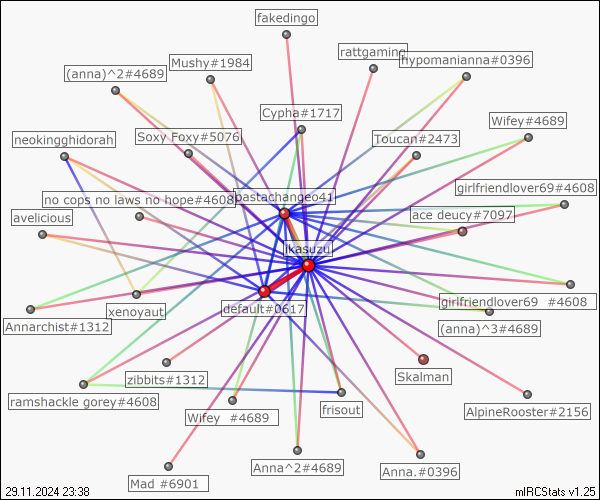 fakedingo
rattgaming
hypomanianna#0396
Mushy#1984
(anna)^2#4689
Cypha#1717
Wifey#4689
Soxy Foxy#5076
Toucan#2473
neokingghidorah
girlfriendlover69#4608
no cops no laws no hope#4608
pastachangeo41
ace deucy#7097
avelicious
ikasuzu
girlfriendlover69 #4608
default#0617
xenoyaut
Annarchist#1312
(anna)^3#4689
zibbits#1312
Skalman
ramshackle gorey#4608
Wifey #4689
frisout
AlpineRooster#2156
Anna^2#4689
Anna.#0396
Mad #6901
29.11.2024 23:38
mIRCStats v1.25